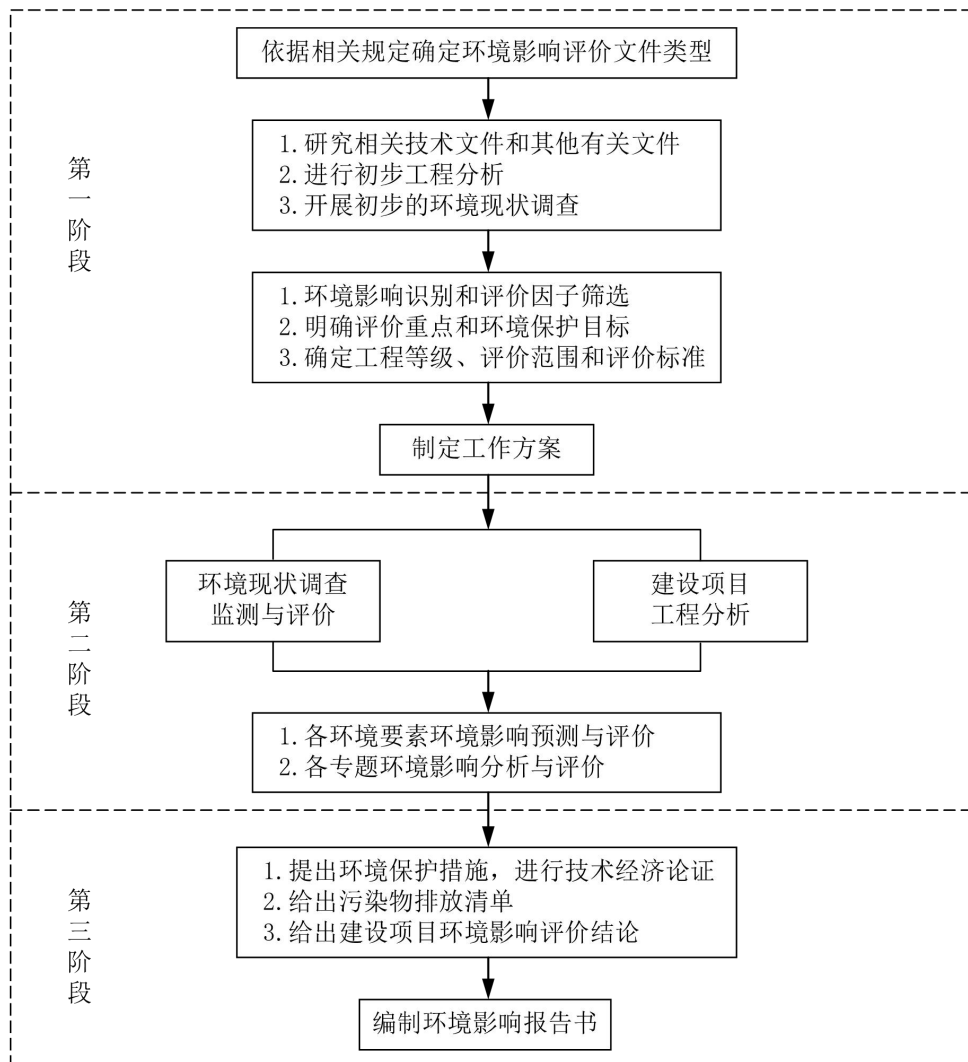 依据相关规定确定环境影响评价文件类型
第一阶段
1.研究相关技术文件和其他有关文件
2.进行初步工程分析
3.开展初步的环境现状调查
1.环境影响识别和评价因子筛选
2.明确评价重点和环境保护目标
3.确定工程等级、评价范围和评价标准
制定工作方案
第二阶段
环境现状调查
监测与评价
建设项目
工程分析
1.各环境要素环境影响预测与评价
2.各专题环境影响分析与评价
第三阶段
1.提出环境保护措施，进行技术经济论证
2.给出污染物排放清单
3.给出建设项目环境影响评价结论
编制环境影响报告书